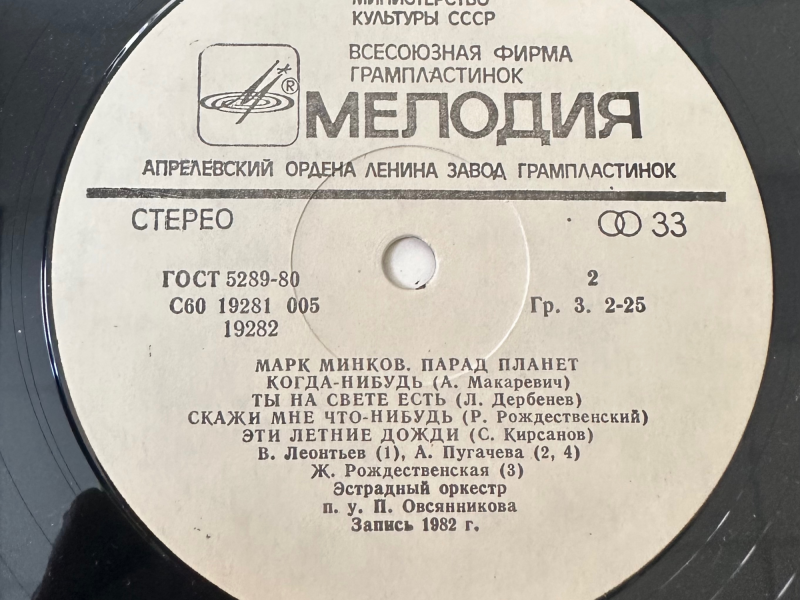 МИНИСТЕРСТВО
КУЛЬТУРЫ СССР
ВСЕСОЮЗНАЯ ФИРМА
ГРАМПЛАСТИНОК
®
МЕЛОДИЯ
АПРЕЛЕВСКИЙ ОРДЕНА ЛЕНИНА ЗАВОД ГРАМПЛАСТИНОК
СТЕРЕО
33
ГОСТ 5289-80
2
С60 19281 005
Гр. 3. 2-25
19282
МАРК МИНКОВ. ПАРАД ПЛАНЕТ
КОГДА-НИБУДЬ (А. Макаревич)
ТЫ НА СВЕТЕ ЕСТЬ (Л. Дербенев)
СКАЖИ МНЕ ЧТО-НИБУДЬ (Р. Рождественский)
ЭТИ ЛЕТНИЕ ДОЖДИ (С. Кирсанов)
В. Леонтьев (1), А. Пугачева (2, 4)
Ж. Рождественская (3)
Эстрадный оркестр
п. у. П. Овсянникова
Запись 1982 г.